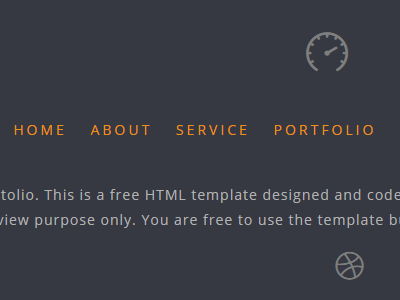 HOME ABOUT SERVICE PORTFOLIO
tolio. This is a free HTML template designed and code
view purpose only. You are free to use the template b